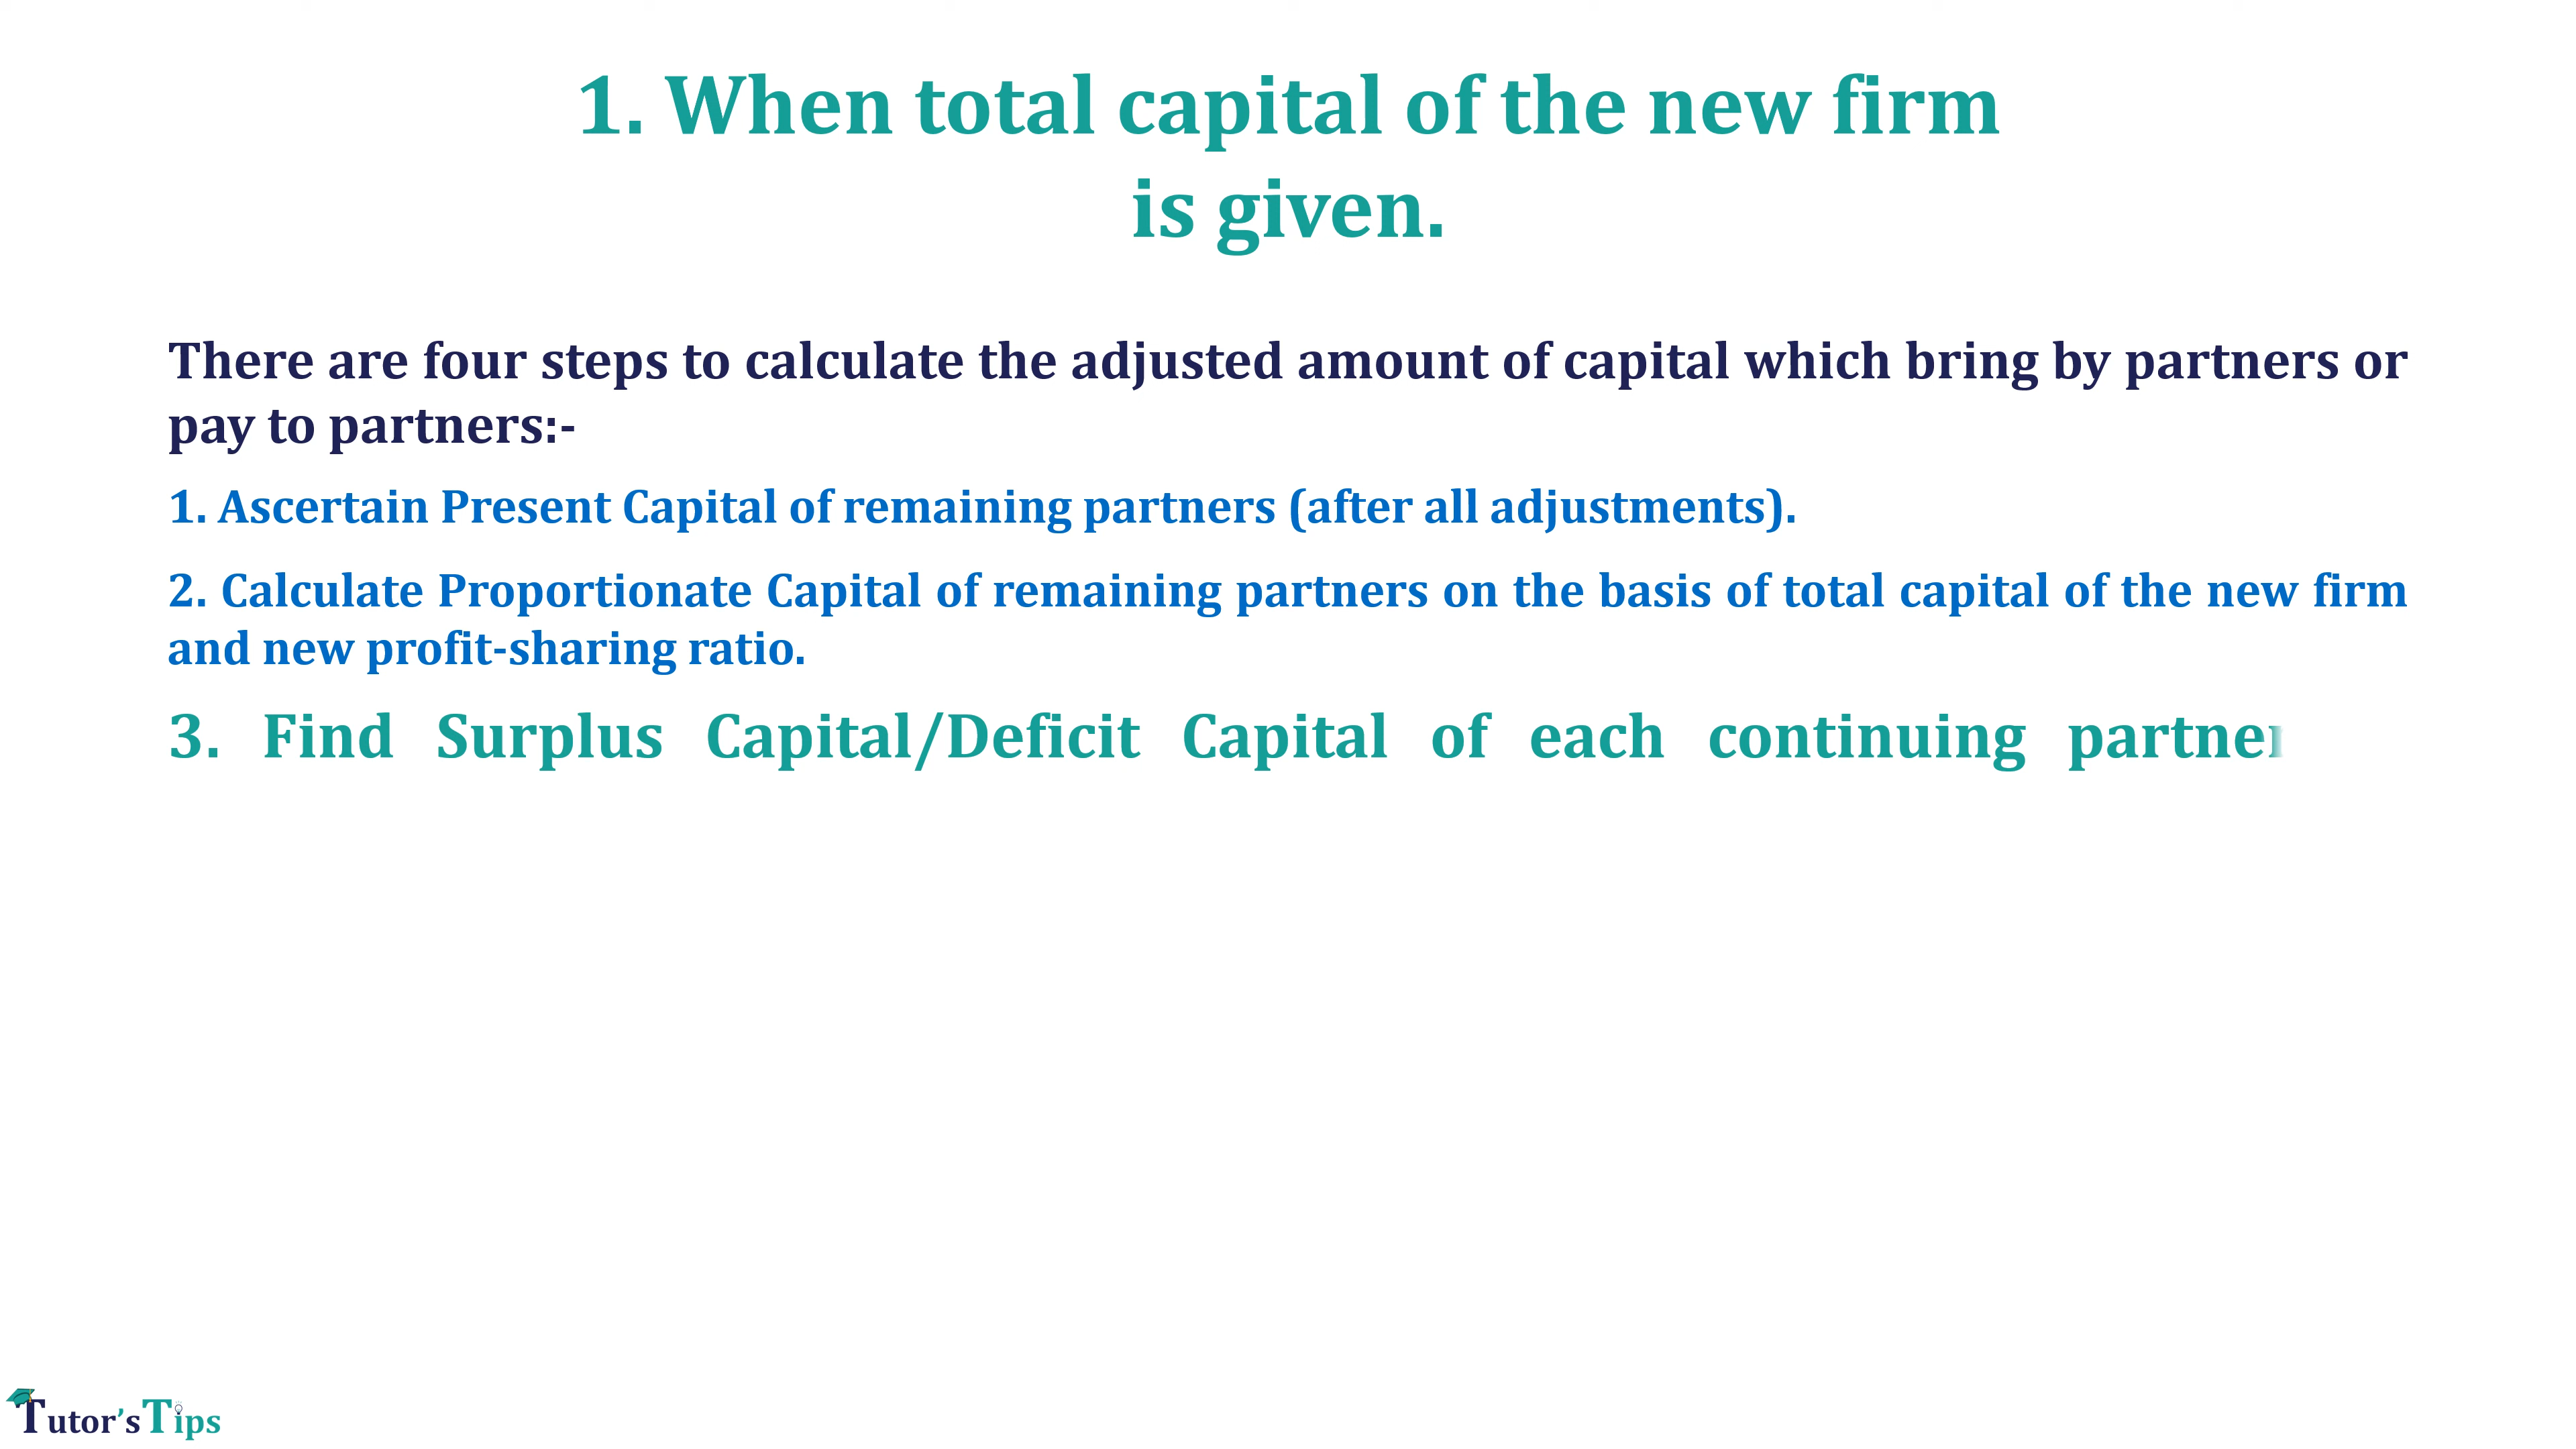 1. When total capital of the new firm
is given.
There are four steps to calculate the adjusted amount of capital which bring by partners or
pay to partners:-
1. Ascertain Present Capital of remaining partners (after all adjustments).
2. Calculate Proportionate Capital of remaining partners on the basis of total capital of the new firm
and new profit-sharing ratio.
3. Find Surplus Capital/Deficit Capital of each continuing partner
Tutor'sTips